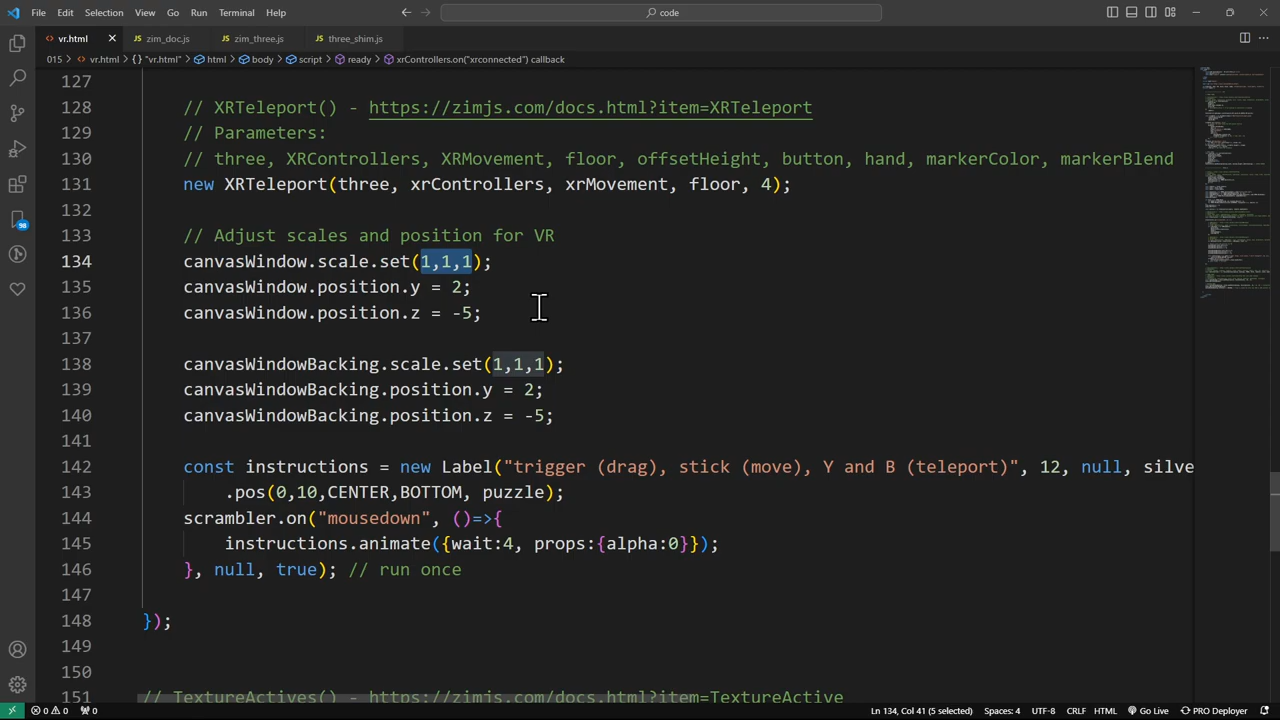 File Edit Selection View Go Run Terminal Help
code
vr.html
zim_doc.js
zim_three.js
three_shim.js
015 > vr.html > {} "vr.html" > html > body > script > ready > xrControllers.on("xrconnected") callback
127
128 // XRTeleport() - https://zimjs.com/docs.html?item=XRTeleport
129 // Parameters:
130 // three, XRControllers, XRMovement, floor, offsetHeight, button, hand, markerColor, markerBlend
131 new XRTeleport(three, xrControllers, xrMovement, floor, 4);
132
133 // Adjust scales and position for VR
134 canvasWindow.scale.set(1,1,1);
135 canvasWindow.position.y = 2;
136 canvasWindow.position.z = -5;
137
138 canvasWindowBacking.scale.set(1,1,1);
139 canvasWindowBacking.position.y = 2;
140 canvasWindowBacking.position.z = -5;
141
142 const instructions = new Label("trigger (drag), stick (move), Y and B (teleport)", 12, null, silve
143 .pos(0,10,CENTER,BOTTOM, puzzle);
144 scrambler.on("mousedown", ()=>{
145 instructions.animate({wait:4, props:{alpha:0}});
146 }, null, true); // run once
147
148 });
149
150
151 // TextureActives() - https://zimjs.com/docs.html?item=TextureActive
98
0 0 0 Ln 134, Col 41 (5 selected) Spaces: 4 UTF-8 CRLF HTML Go Live PRO Deployer